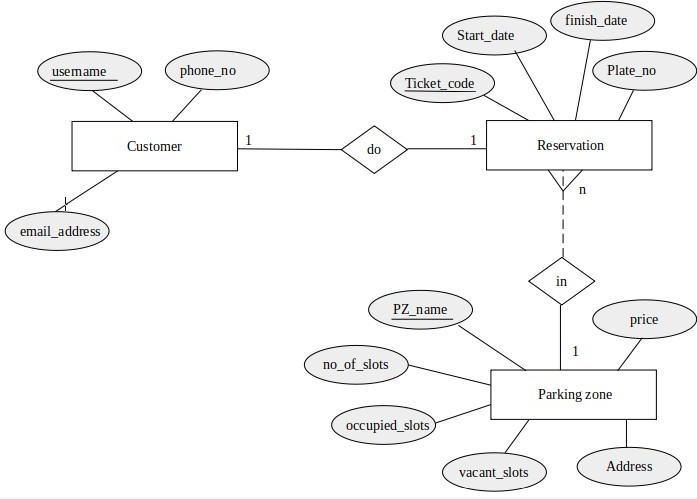 finish_date
Start_date
username
phone_no
Plate_no
Ticket_code
Customer
1
do
1
Reservation
n
email_address
in
PZ_name
price
1
no_of_slots
Parking zone
occupied_slots
vacant_slots
Address